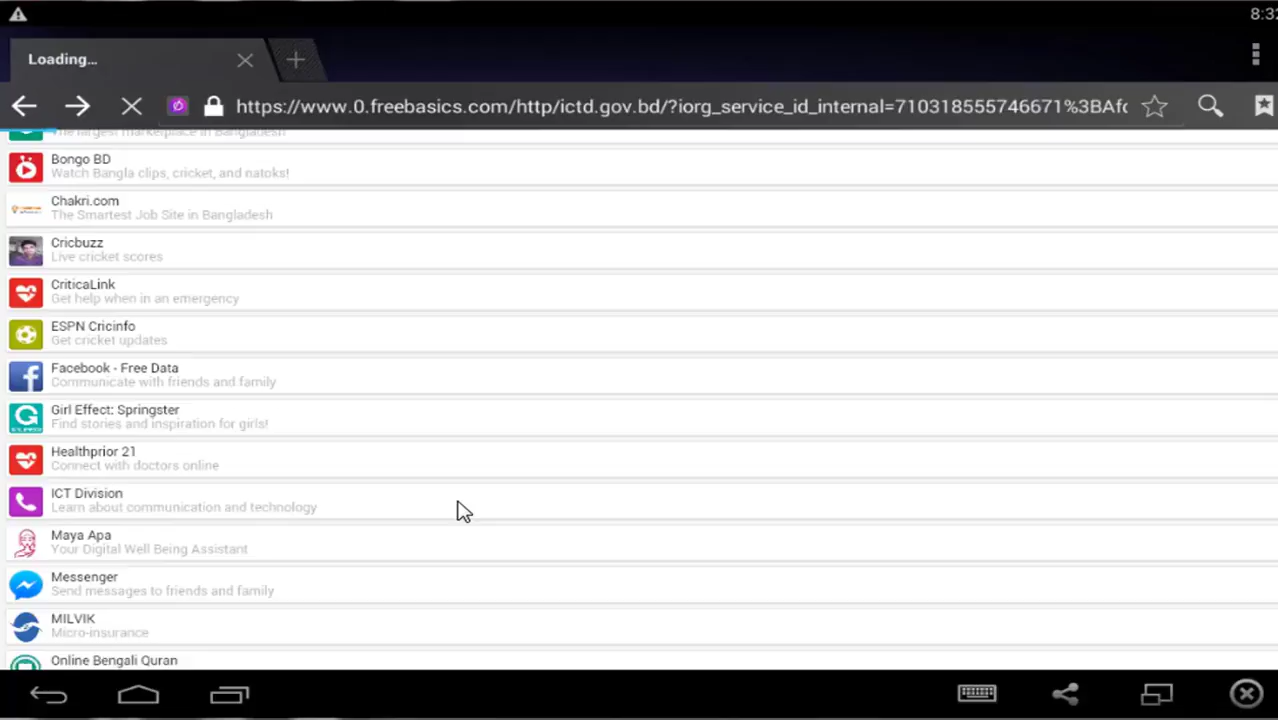 8:32
Loading...
https://www.0.freebasics.com/http/ictd.gov.bd/?iorg_service_id_internal=710318555746671%3BAfc
The largest marketplace in Bangladesh
Bongo BD
Watch Bangla clips, cricket, and natoks!
Chakri.com
The Smartest Job Site in Bangladesh
Cricbuzz
Live cricket scores
CriticaLink
Get help when in an emergency
ESPN Cricinfo
Get cricket updates
Facebook - Free Data
Communicate with friends and family
Girl Effect: Springster
Find stories and inspiration for girls!
Healthprior 21
Connect with doctors online
ICT Division
Learn about communication and technology
Maya Apa
Your Digital Well Being Assistant
Messenger
Send messages to friends and family
MILVIK
Micro-insurance
Online Bengali Quran